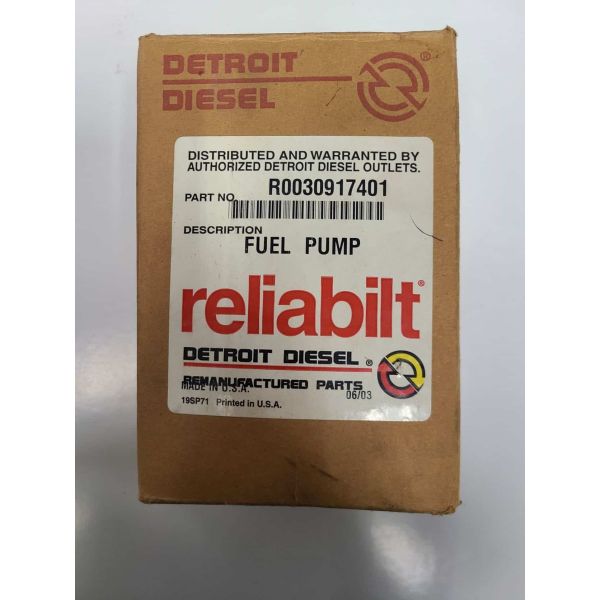 DETROIT
DIESEL
®
DISTRIBUTED AND WARRANTED BY
AUTHORIZED DETROIT DIESEL OUTLETS.
PART NO. R0030917401
DESCRIPTION
FUEL PUMP
reliabilt®
DETROIT DIESEL®
REMANUFACTURED PARTS
MADE IN U.S.A.
06/03
19SP71 Printed in U.S.A.